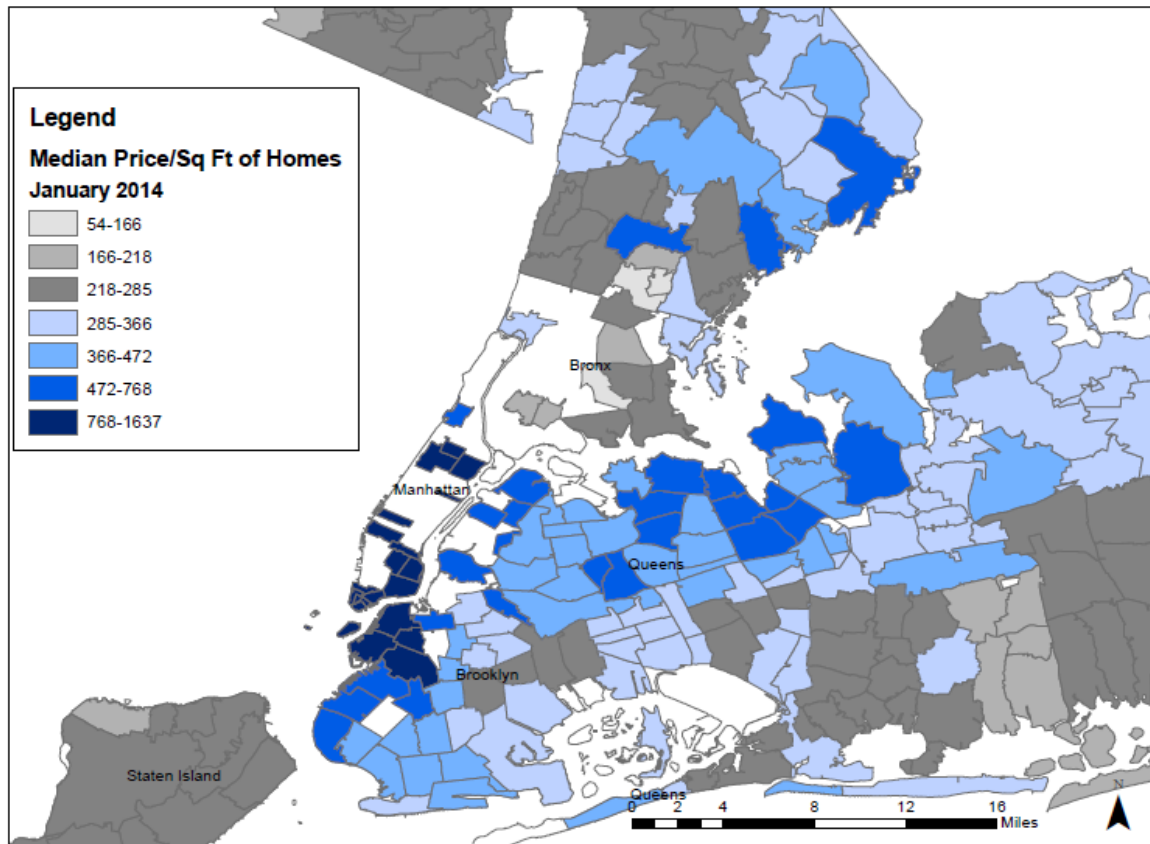 Legend
Median Price/Sq Ft of Homes
January 2014
54-166
166-218
218-285
285-366
366-472
472-768
768-1637
Bronx
Manhattan
Queens
Brooklyn
Staten Island
Queens
0 2 4 8 12 16
Miles
N